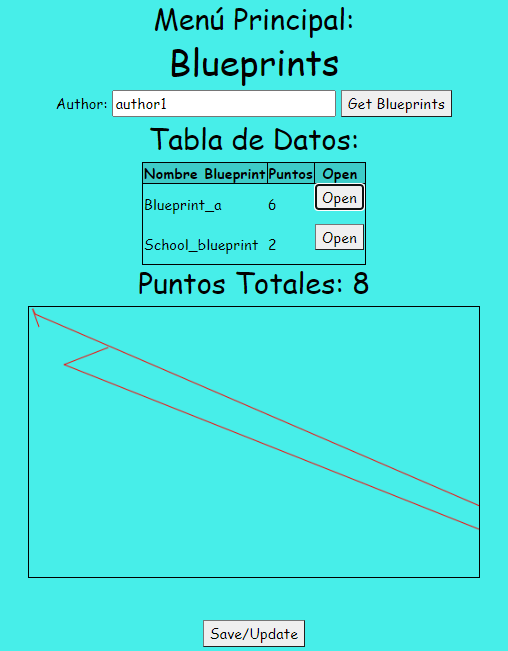 Menú Principal:
Blueprints
Author: author1 Get Blueprints
Tabla de Datos:
Nombre Blueprint Puntos Open
Blueprint_a 6 Open
School_blueprint 2 Open
Puntos Totales: 8
Save/Update